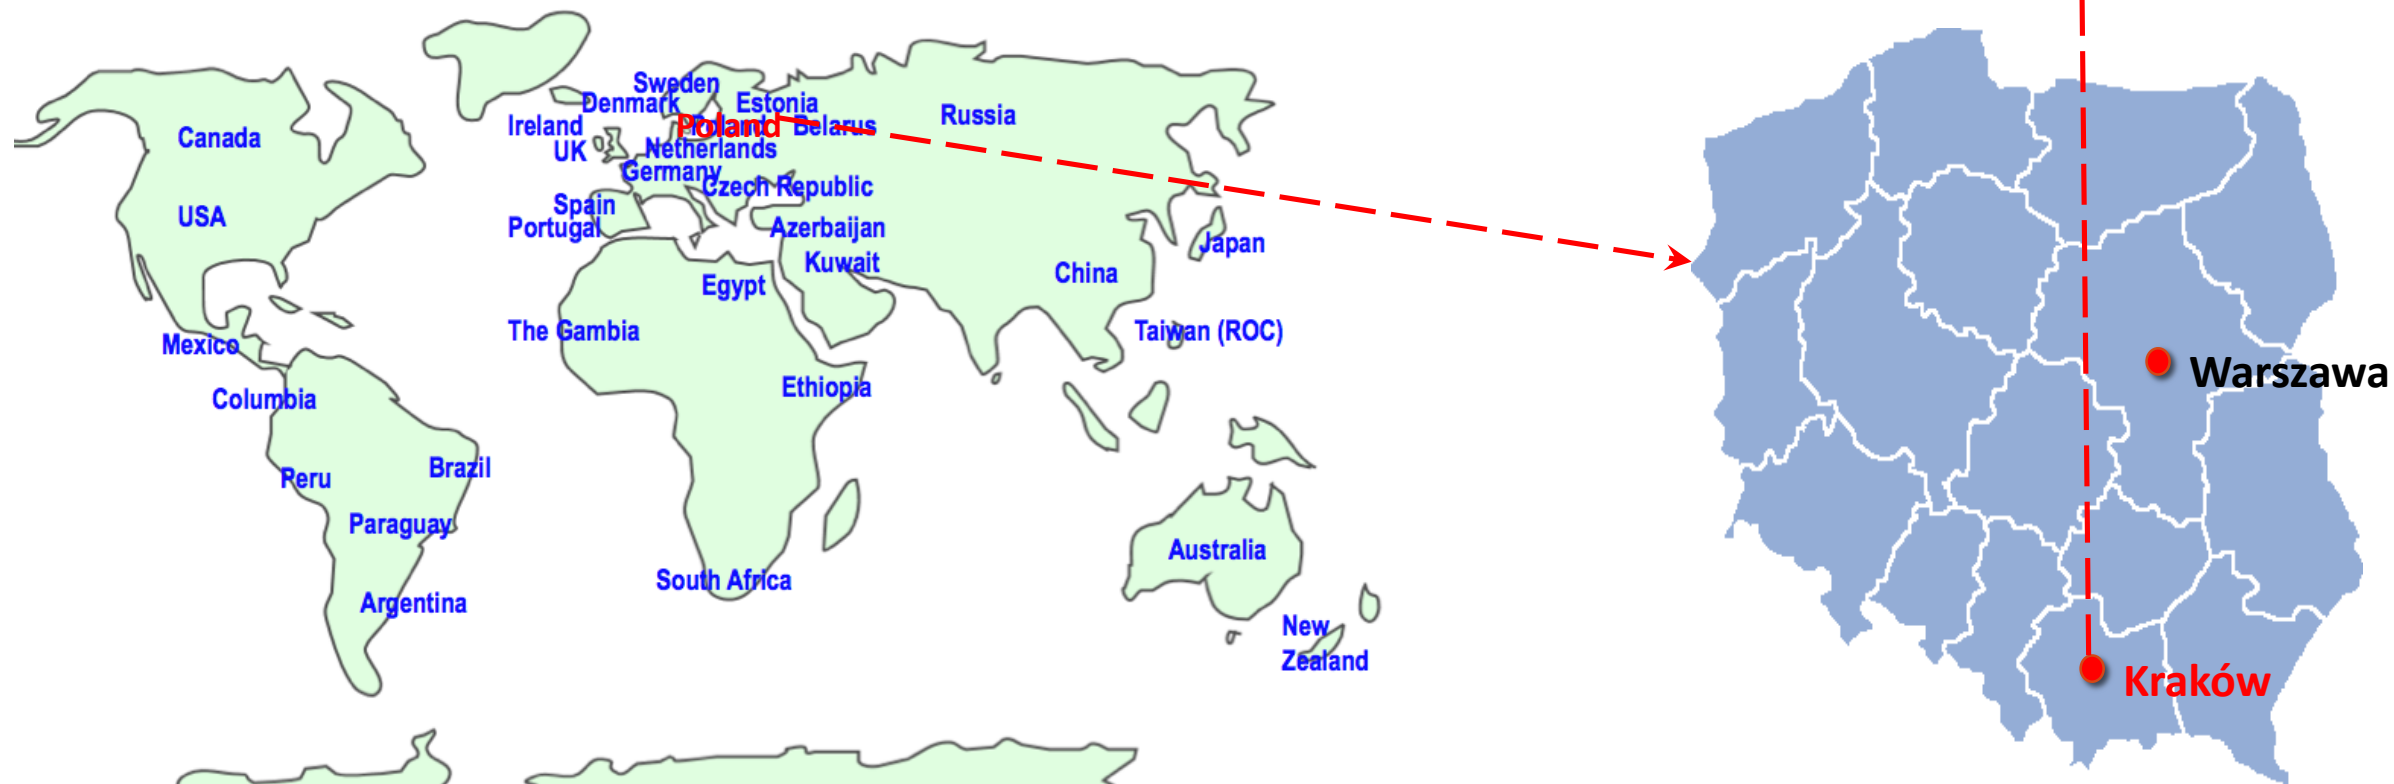 Sweden
Denmark
Estonia
Russia
Ireland
Poland
Poland
Belarus
Canada
UK
Netherlands
Germany
Czech Republic
USA
Spain
Portugal
Azerbaijan
Japan
Kuwait
China
Egypt
The Gambia
Taiwan (ROC)
Mexico
Ethiopia
Columbia
Brazil
Peru
Paraguay
Australia
South Africa
Argentina
New
Zealand
Warszawa
Kraków